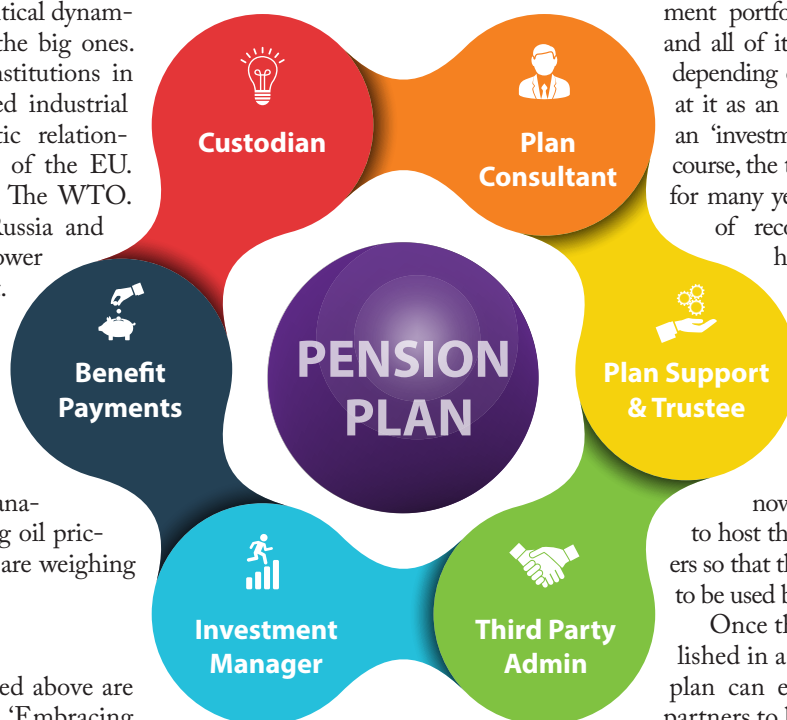 itical dynam-
the big ones.
nstitutions in
ed industrial
tic relation-
of the EU.
The WTO.
Russia and
ower
ana-
g oil pric-
are weighing
ed above are
‘Embracing
Custodian
Plan
Consultant
Benefit
Payments
PENSION
PLAN
Plan Support
& Trustee
Investment
Manager
Third Party
Admin
ment portfo
and all of it
depending
at it as an
an ‘investm
course, the t
for many ye
of reco
h
now
to host th
ers so that th
to be used b
Once th
lished in a
plan can e
partners to b